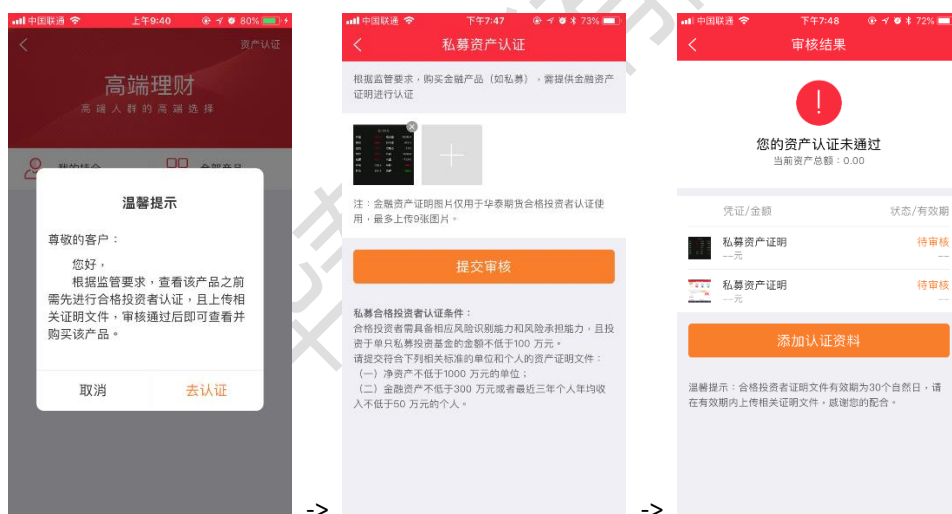 中国联通
上午9:40
80%
资产认证
高端理财
高端人群的高端选择
温馨提示
尊敬的客户：
您好，
根据监管要求，查看该产品之前
需先进行合格投资者认证，且上传相
关证明文件，审核通过后即可查看并
购买该产品。
取消
去认证
->
中国联通
下午7:47
73%
私募资产认证
根据监管要求，购买金融产品（如私募），需提供金融资产
证明进行认证
注：金融资产证明图片仅用于华泰期货合格投资者认证使
用，最多上传9张图片。
提交审核
私募合格投资者认证条件：
合格投资者需具备相应风险识别能力和风险承担能力，且投
资于单只私募投资基金的金额不低于100 万元。
请提交符合下列相关标准的单位和个人的资产证明文件：
（一）净资产不低于1000 万元的单位；
（二）金融资产不低于300 万元或者最近三年个人年均收
入不低于50 万元的个人。
->
中国联通
下午7:48
72%
审核结果
您的资产认证未通过
当前资产总额：0.00
凭证/金额
状态/有效期
私募资产证明
待审核
--元
--
私募资产证明
待审核
--元
--
添加认证资料
温馨提示：合格投资者证明文件有效期为30个自然日，请
在有效期内上传相关证明文件，感谢您的配合。